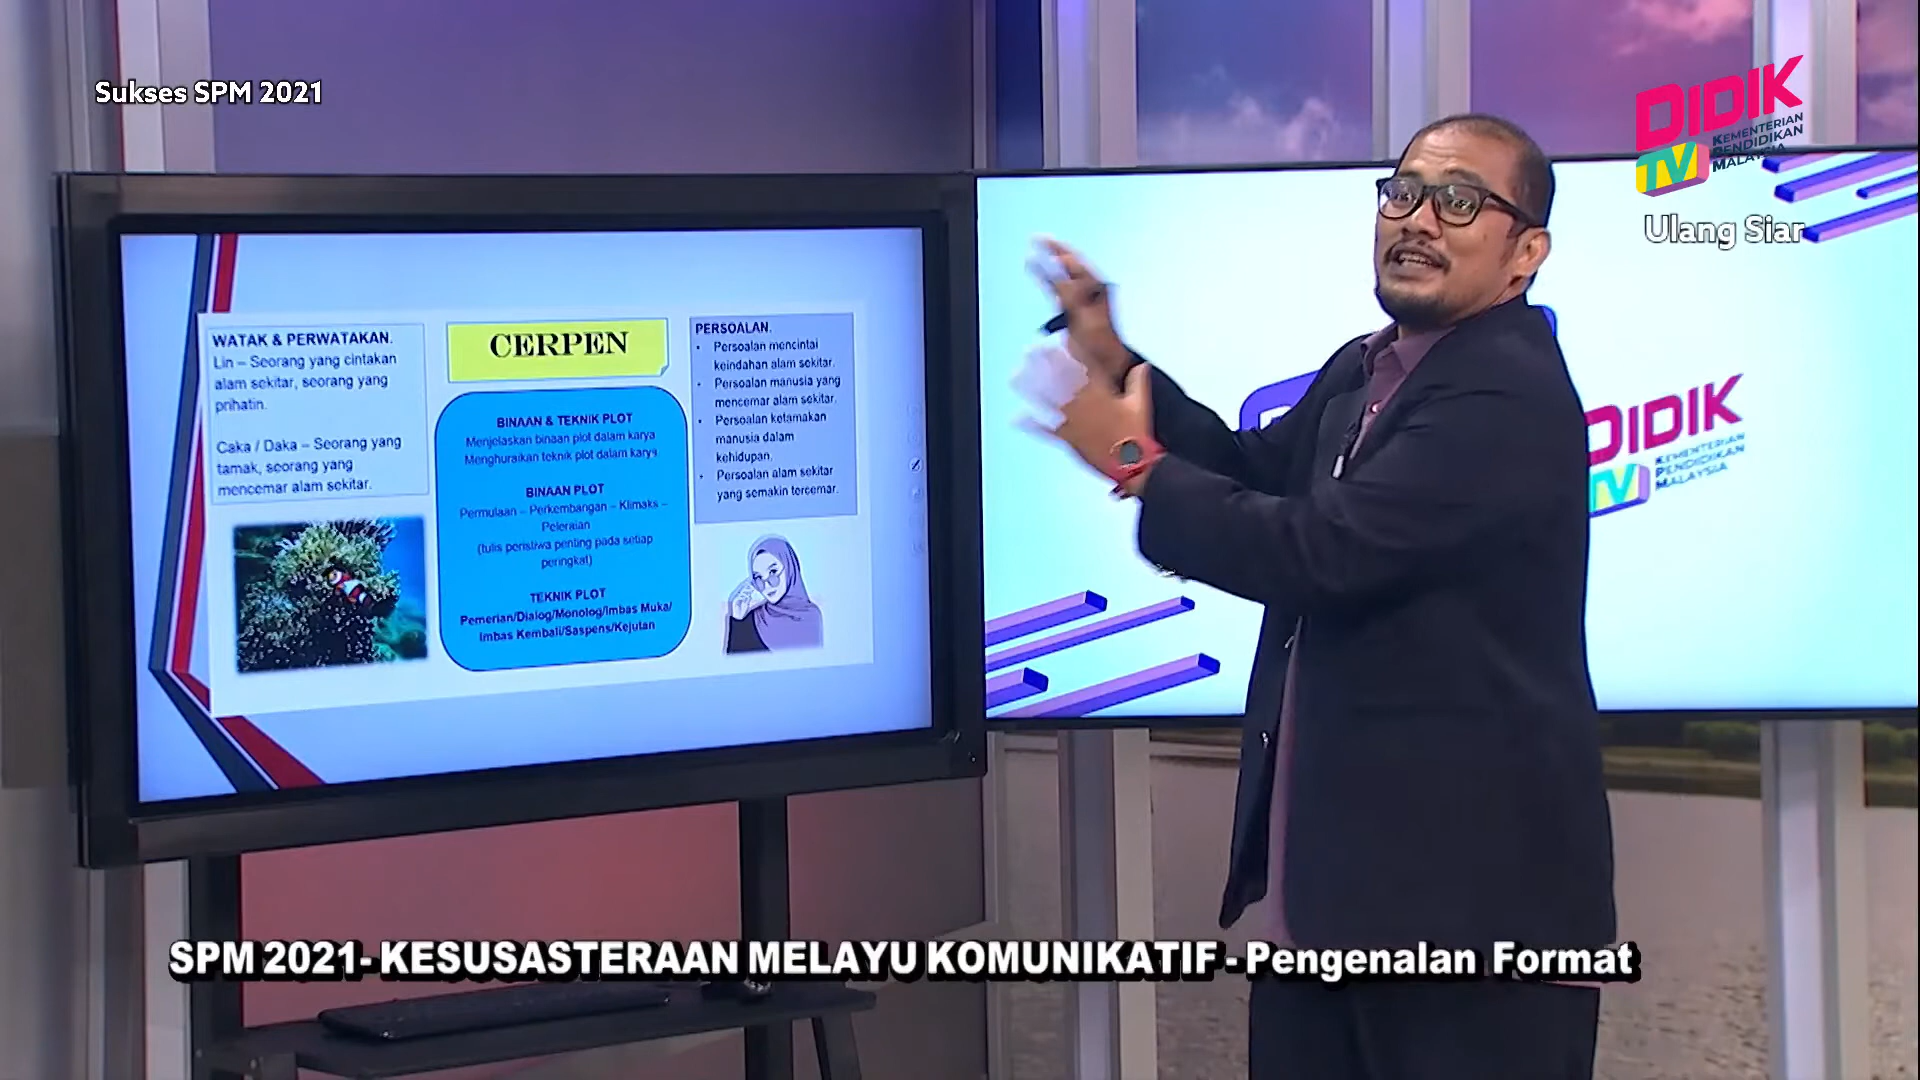 Sukses SPM 2021
DIDIK
TV
KEMENTERIAN
PENDIDIKAN
MALAYSIA
Ulang Siar
WATAK & PERWATAKAN.
Lin – Seorang yang cintakan
alam sekitar, seorang yang
prihatin.
Caka / Daka – Seorang yang
tamak, seorang yang
mencemar alam sekitar.
CERPEN
BINAAN & TEKNIK PLOT
Menjelaskan binaan plot dalam karya
Menghuraikan teknik plot dalam karya
BINAAN PLOT
Permulaan – Perkembangan – Klimaks –
Peleraian
(tulis peristiwa penting pada setiap
peringkat)
TEKNIK PLOT
Pemerian/Dialog/Monolog/Imbas Muka/
Imbas Kembali/Saspens/Kejutan
PERSOALAN.
• Persoalan mencintai
keindahan alam sekitar.
• Persoalan manusia yang
mencemar alam sekitar.
• Persoalan ketamakan
manusia dalam
kehidupan.
• Persoalan alam sekitar
yang semakin tercemar.
DIDIK
TV
KEMENTERIAN
PENDIDIKAN
MALAYSIA
SPM 2021- KESUSASTERAAN MELAYU KOMUNIKATIF - Pengenalan Format